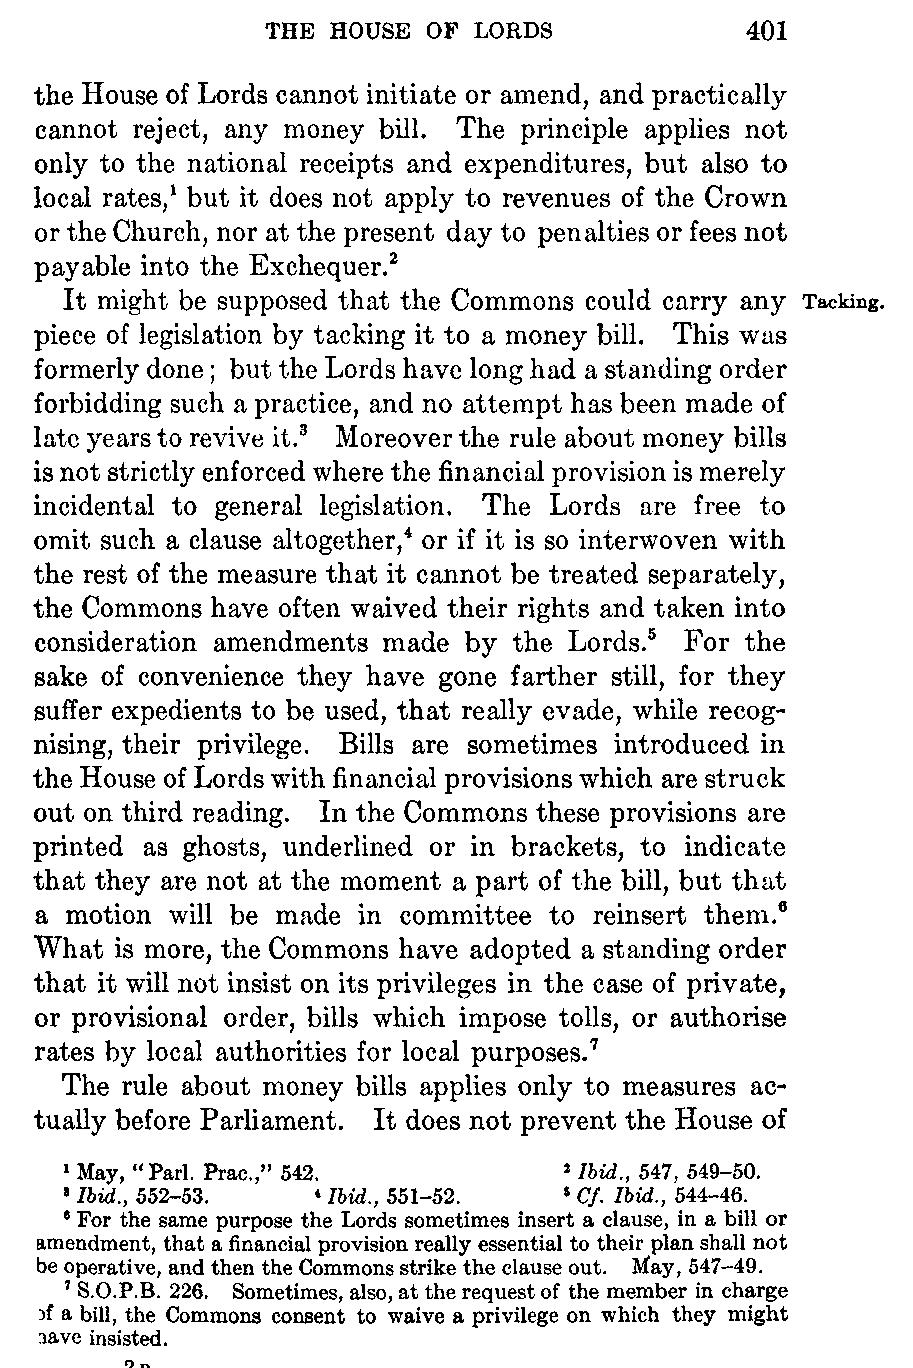 THE HOUSE OF LORDS 401
the House of Lords cannot initiate or amend, and practically
cannot reject, any money bill. The principle applies not
only to the national receipts and expenditures, but also to
local rates,¹ but it does not apply to revenues of the Crown
or the Church, nor at the present day to penalties or fees not
payable into the Exchequer.²
It might be supposed that the Commons could carry any Tacking.
piece of legislation by tacking it to a money bill. This was
formerly done; but the Lords have long had a standing order
forbidding such a practice, and no attempt has been made of
late years to revive it.³ Moreover the rule about money bills
is not strictly enforced where the financial provision is merely
incidental to general legislation. The Lords are free to
omit such a clause altogether,⁴ or if it is so interwoven with
the rest of the measure that it cannot be treated separately,
the Commons have often waived their rights and taken into
consideration amendments made by the Lords.⁵ For the
sake of convenience they have gone farther still, for they
suffer expedients to be used, that really evade, while recog-
nising, their privilege. Bills are sometimes introduced in
the House of Lords with financial provisions which are struck
out on third reading. In the Commons these provisions are
printed as ghosts, underlined or in brackets, to indicate
that they are not at the moment a part of the bill, but that
a motion will be made in committee to reinsert them.⁶
What is more, the Commons have adopted a standing order
that it will not insist on its privileges in the case of private,
or provisional order, bills which impose tolls, or authorise
rates by local authorities for local purposes.⁷
The rule about money bills applies only to measures ac-
tually before Parliament. It does not prevent the House of
¹ May, "Parl. Prac.," 542. ² Ibid., 547, 549–50.
³ Ibid., 552–53. ⁴ Ibid., 551–52. ⁵ Cf. Ibid., 544–46.
⁶ For the same purpose the Lords sometimes insert a clause, in a bill or
amendment, that a financial provision really essential to their plan shall not
be operative, and then the Commons strike the clause out. May, 547–49.
⁷ S.O.P.B. 226. Sometimes, also, at the request of the member in charge
of a bill, the Commons consent to waive a privilege on which they might
have insisted.